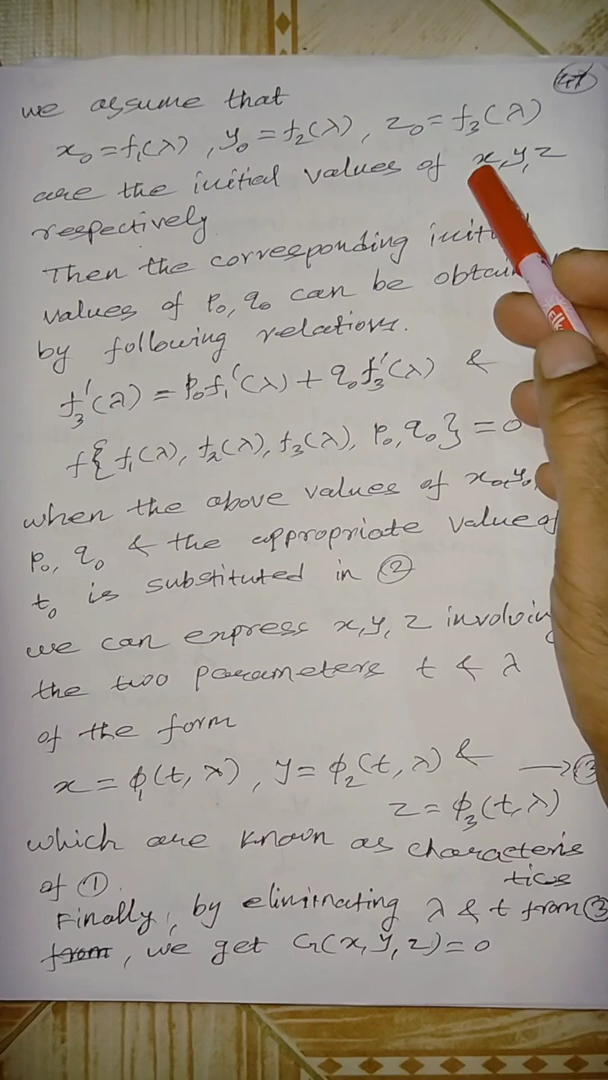 47
we assume that
x₀ = f₁(λ), y₀ = f₂(λ), z₀ = f₃(λ)
are the initial values of x, y, z
respectively
Then the corresponding
values of p₀, q₀ can be
by following relations.
f₃'(λ) = p₀f₁'(λ) + q₀f₃'(λ) &
f{f₁(λ), f₂(λ), f₃(λ), p₀, q₀} = 0
when the above values of x₀, y₀,
p₀, q₀ & the appropriate value of
t₀ is substituted in ②
we can express x, y, z involving
the two parameters t & λ
of the form
x = ϕ₁(t, λ), y = ϕ₂(t, λ) & → ③
z = ϕ₃(t, λ)
which are known as characteris
tics
of ①.
Finally, by eliminating λ & t from ③
from, we get G(x, y, z) = 0